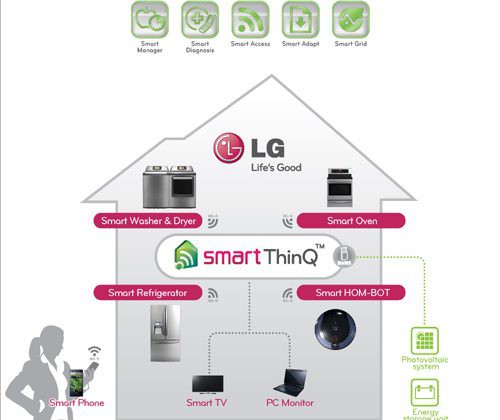 Smart Manager
Smart Diagnosis
Smart Access
Smart Adapt
Smart Grid
LG
Life's Good
Smart Washer & Dryer
Wi-Fi
Wi-Fi
Smart Oven
smart ThinQ™
Smart Refrigerator
Wi-Fi
Wi-Fi
Smart HOM-BOT
Wi-Fi
Smart Phone
Smart TV
PC Monitor
Photovoltaic
system
Energy
storage unit